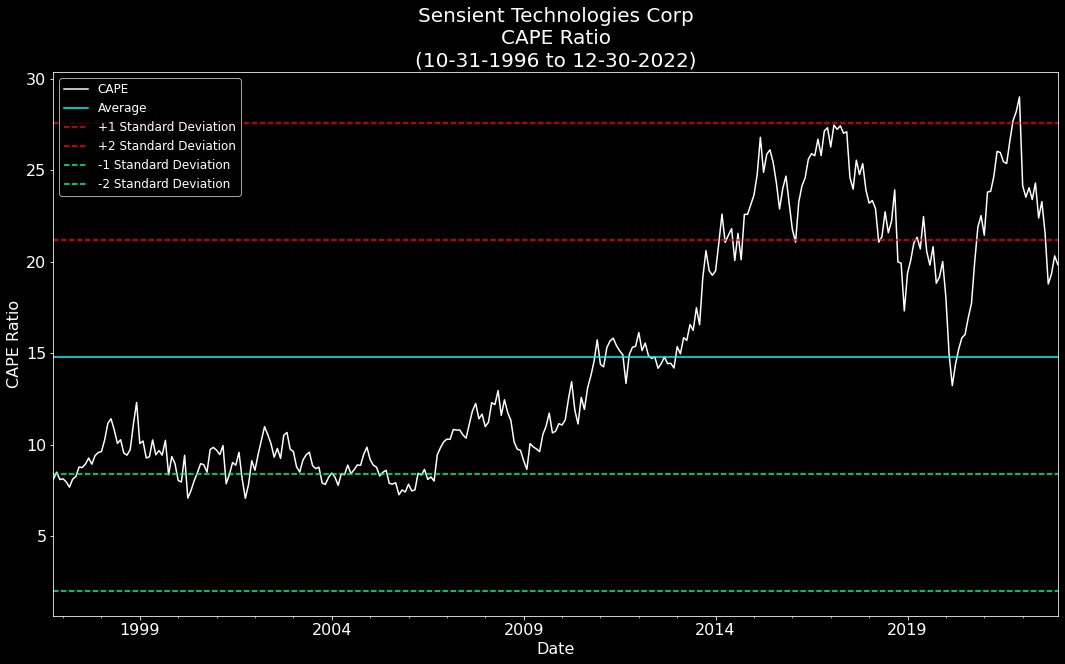 Sensient Technologies Corp
CAPE Ratio
(10-31-1996 to 12-30-2022)
CAPE
Average
+1 Standard Deviation
+2 Standard Deviation
-1 Standard Deviation
-2 Standard Deviation
30
25
20
15
10
5
CAPE Ratio
1999
2004
2009
2014
2019
Date